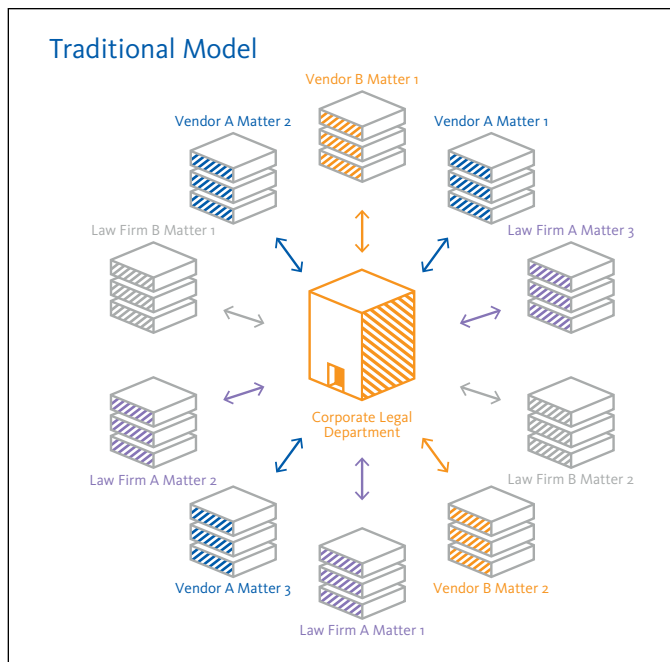 Traditional Model
Vendor B Matter 1
Vendor A Matter 2
Vendor A Matter 1
Law Firm B Matter 1
Law Firm A Matter 3
Corporate Legal
Department
Law Firm A Matter 2
Law Firm B Matter 2
Vendor A Matter 3
Vendor B Matter 2
Law Firm A Matter 1